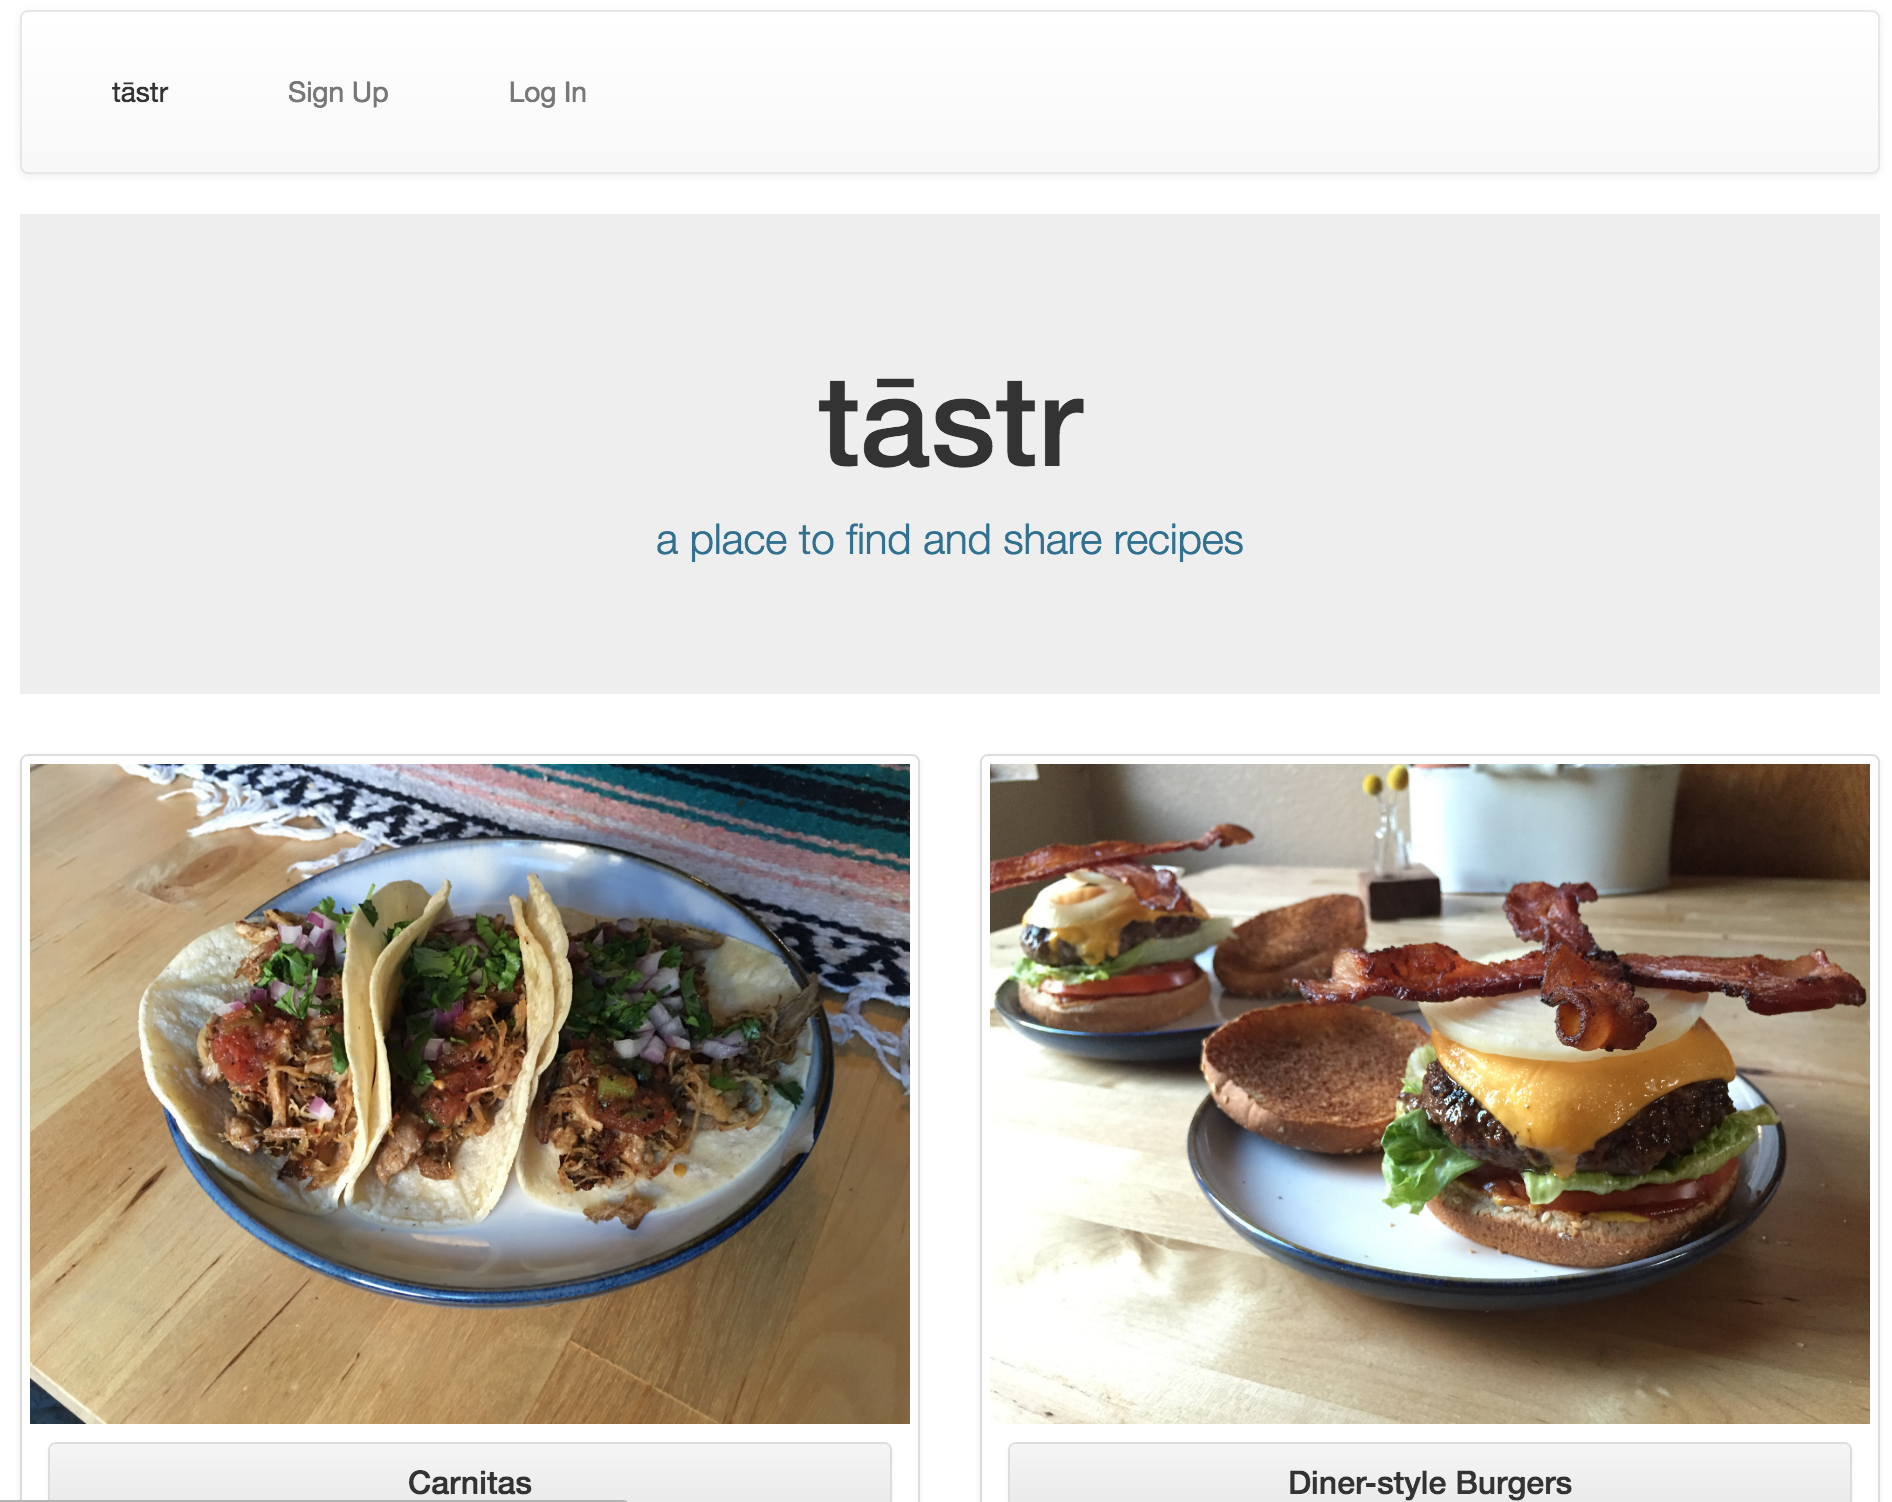 tāstr Sign Up Log In
tāstr
a place to find and share recipes
Carnitas Diner-style Burgers